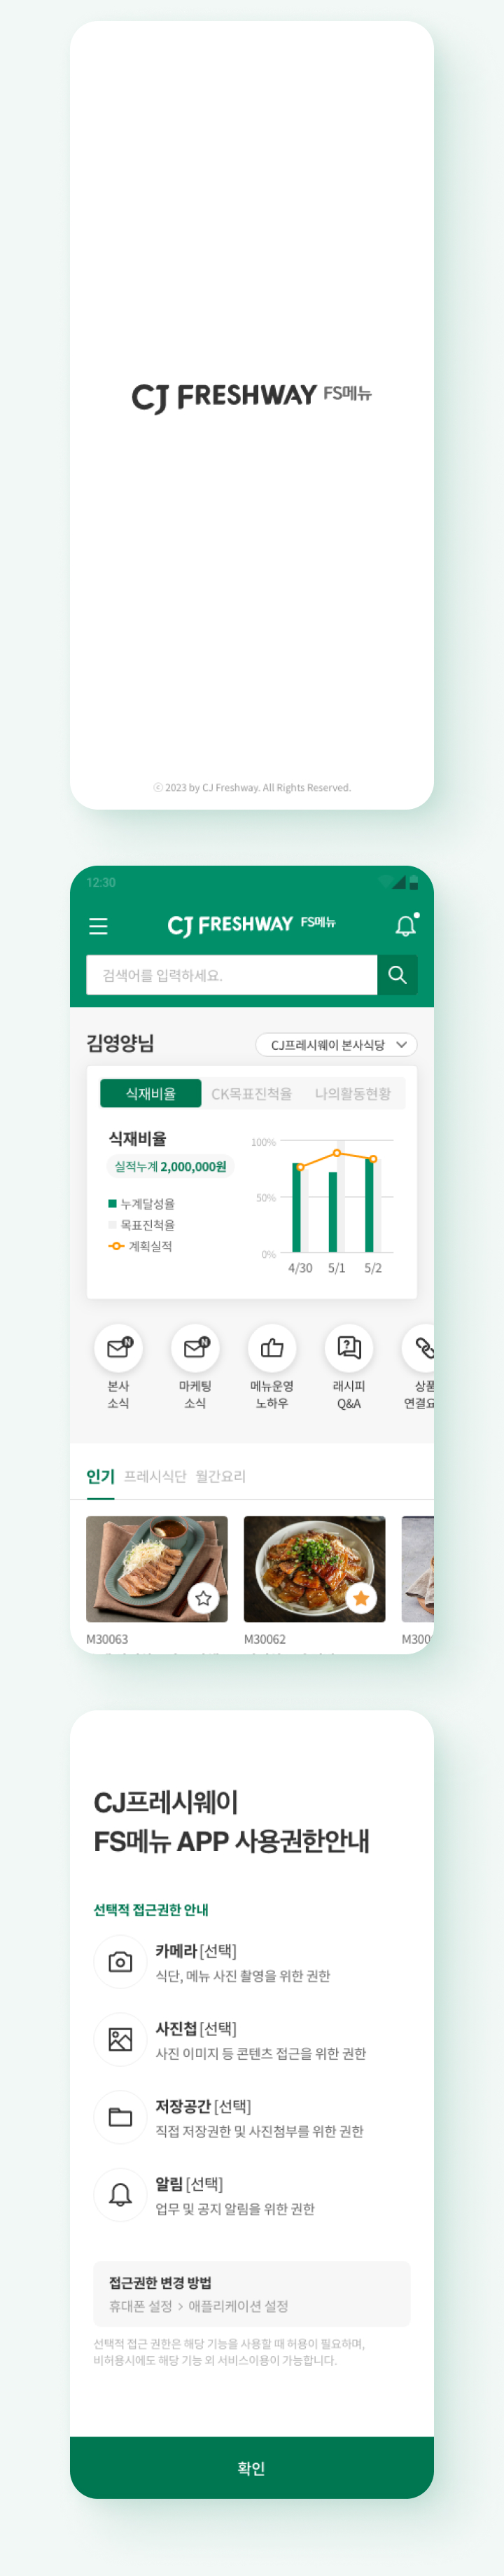 CJ FRESHWAY FS메뉴
ⓒ 2023 by CJ Freshway. All Rights Reserved.
12:30
CJ FRESHWAY FS메뉴
검색어를 입력하세요.
김영양님
CJ프레시웨이 본사식당
식재비율 CK목표진척율 나의활동현황
식재비율
실적누계 2,000,000원
누계달성율
목표진척율
계획실적
100%
50%
0%
4/30 5/1 5/2
N N
본사 마케팅 메뉴운영 래시피 상품
소식 소식 노하우 Q&A 연결요
인기 프레시식단 월간요리
M30063 M30062 M300
CJ프레시웨이
FS메뉴 APP 사용권한안내
선택적 접근권한 안내
카메라 [선택]
식단, 메뉴 사진 촬영을 위한 권한
사진첩 [선택]
사진 이미지 등 콘텐츠 접근을 위한 권한
저장공간 [선택]
직접 저장권한 및 사진첨부를 위한 권한
알림 [선택]
업무 및 공지 알림을 위한 권한
접근권한 변경 방법
휴대폰 설정 > 애플리케이션 설정
선택적 접근 권한은 해당 기능을 사용할 때 허용이 필요하며,
비허용시에도 해당 기능 외 서비스이용이 가능합니다.
확인